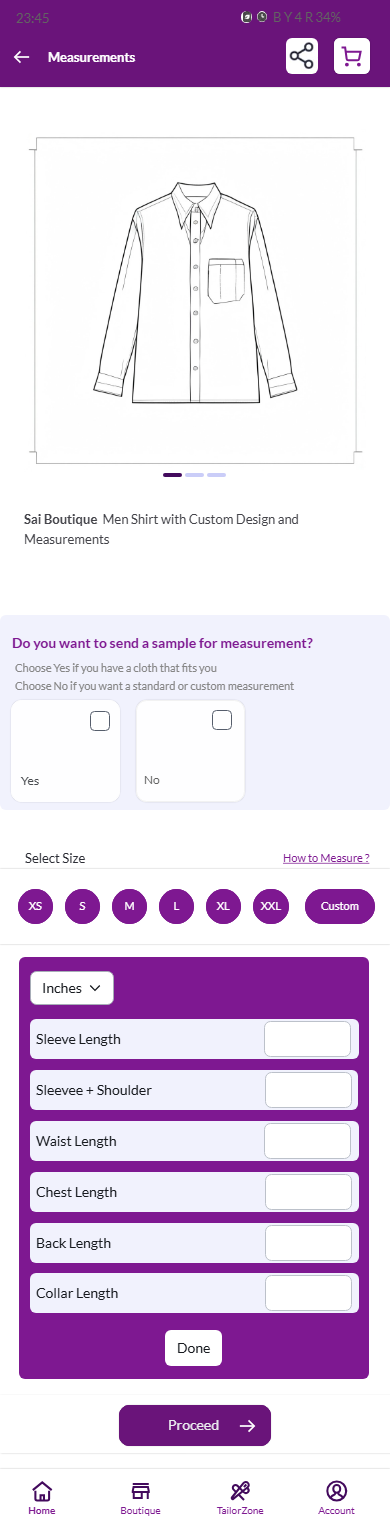 23:45
B Y 4 R 34%
Measurements
Sai Boutique Men Shirt with Custom Design and
Measurements
Do you want to send a sample for measurement?
Choose Yes if you have a cloth that fits you
Choose No if you want a standard or custom measurement
Yes
No
Select Size
How to Measure ?
XS
S
M
L
XL
XXL
Custom
Inches
Sleeve Length
Sleevee + Shoulder
Waist Length
Chest Length
Back Length
Collar Length
Done
Proceed
Home
Boutique
TailorZone
Account